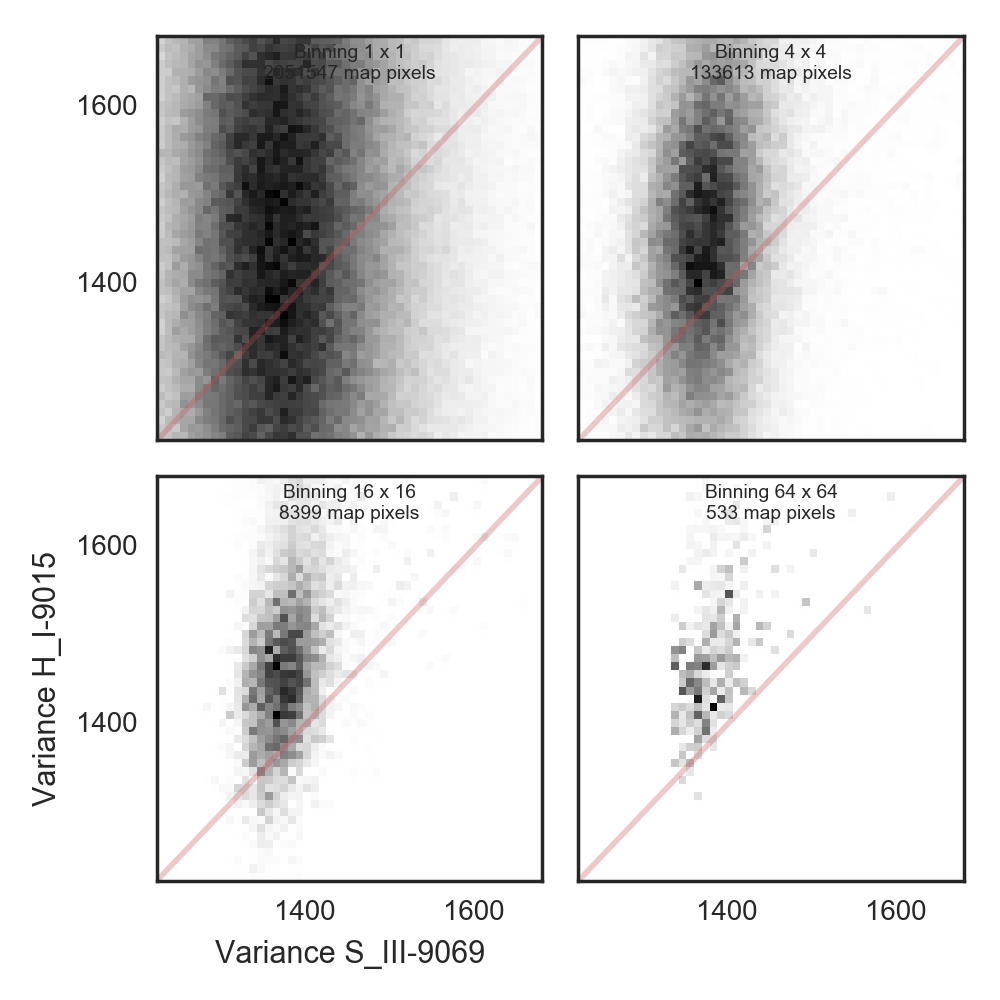 Binning 1 x 1
2051547 map pixels
Binning 4 x 4
133613 map pixels
1600
1400
Binning 16 x 16
8399 map pixels
Binning 64 x 64
533 map pixels
1600
1400
Variance H_I-9015
1400
1600
1400
1600
Variance S_III-9069